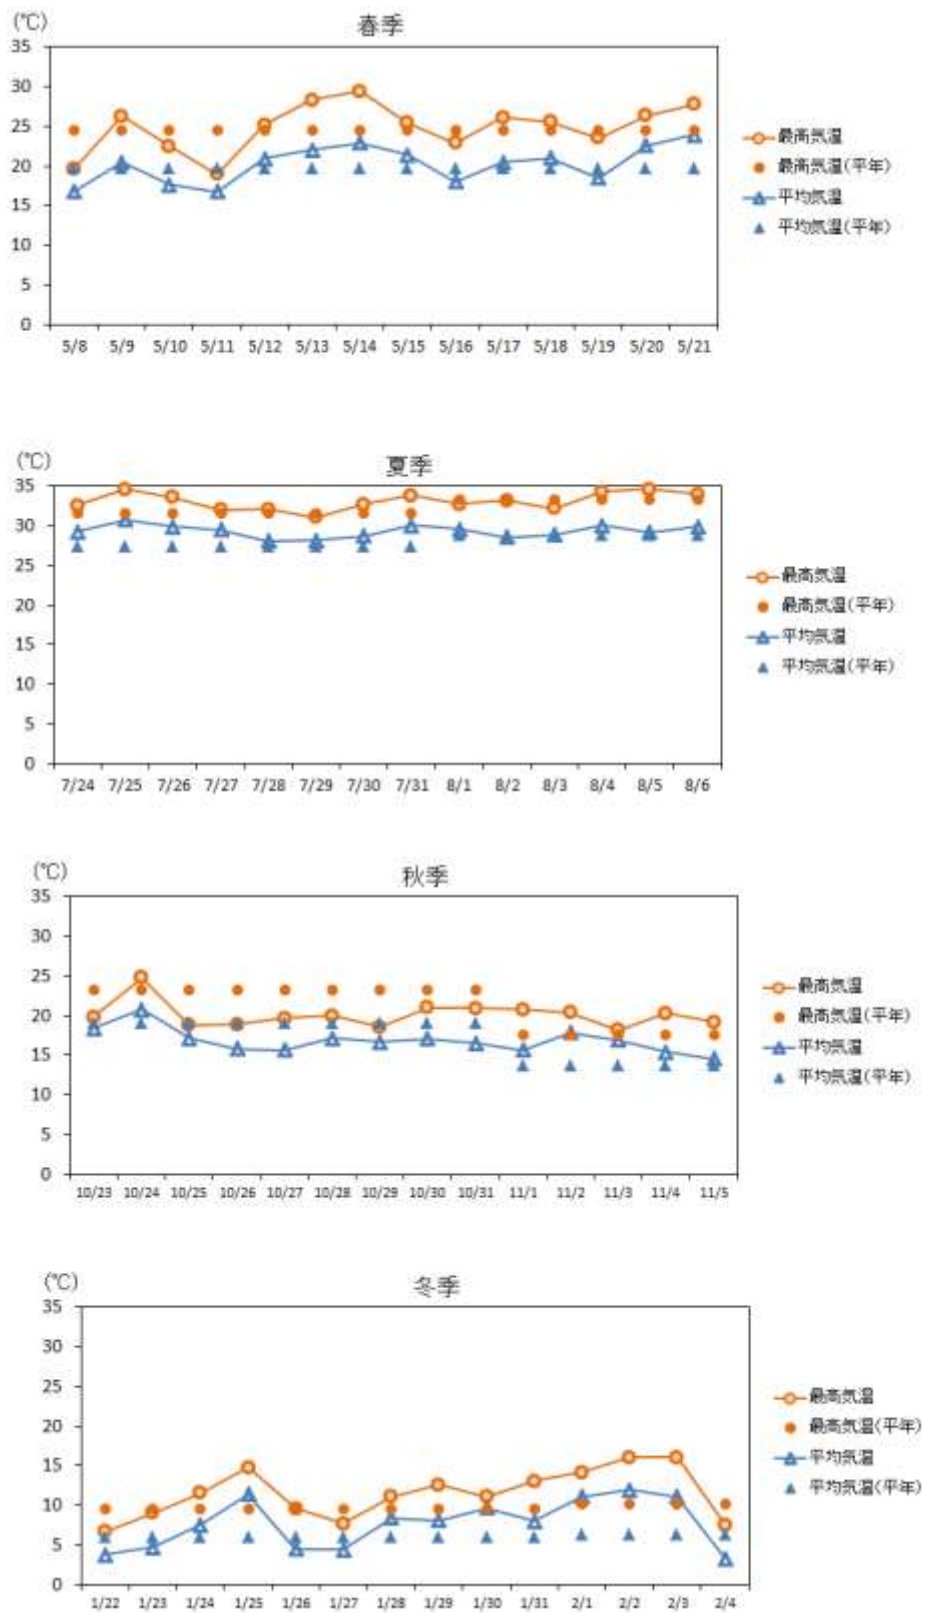 (℃)
春季
35
30
25
20
15
10
5
0
5/8 5/9 5/10 5/11 5/12 5/13 5/14 5/15 5/16 5/17 5/18 5/19 5/20 5/21
最高気温
最高気温(平年)
平均気温
平均気温(平年)
(℃)
夏季
35
30
25
20
15
10
5
0
7/24 7/25 7/26 7/27 7/28 7/29 7/30 7/31 8/1 8/2 8/3 8/4 8/5 8/6
最高気温
最高気温(平年)
平均気温
平均気温(平年)
(℃)
秋季
35
30
25
20
15
10
5
0
10/23 10/24 10/25 10/26 10/27 10/28 10/29 10/30 10/31 11/1 11/2 11/3 11/4 11/5
最高気温
最高気温(平年)
平均気温
平均気温(平年)
(℃)
冬季
35
30
25
20
15
10
5
0
1/22 1/23 1/24 1/25 1/26 1/27 1/28 1/29 1/30 1/31 2/1 2/2 2/3 2/4
最高気温
最高気温(平年)
平均気温
平均気温(平年)